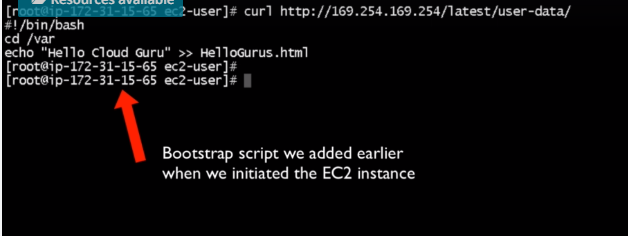 Resources available
[root@ip-172-31-15-65 ec2-user]# curl http://169.254.169.254/latest/user-data/
#!/bin/bash
cd /var
echo "Hello Cloud Guru" >> HelloGurus.html
[root@ip-172-31-15-65 ec2-user]#
[root@ip-172-31-15-65 ec2-user]#
Bootstrap script we added earlier
when we initiated the EC2 instance